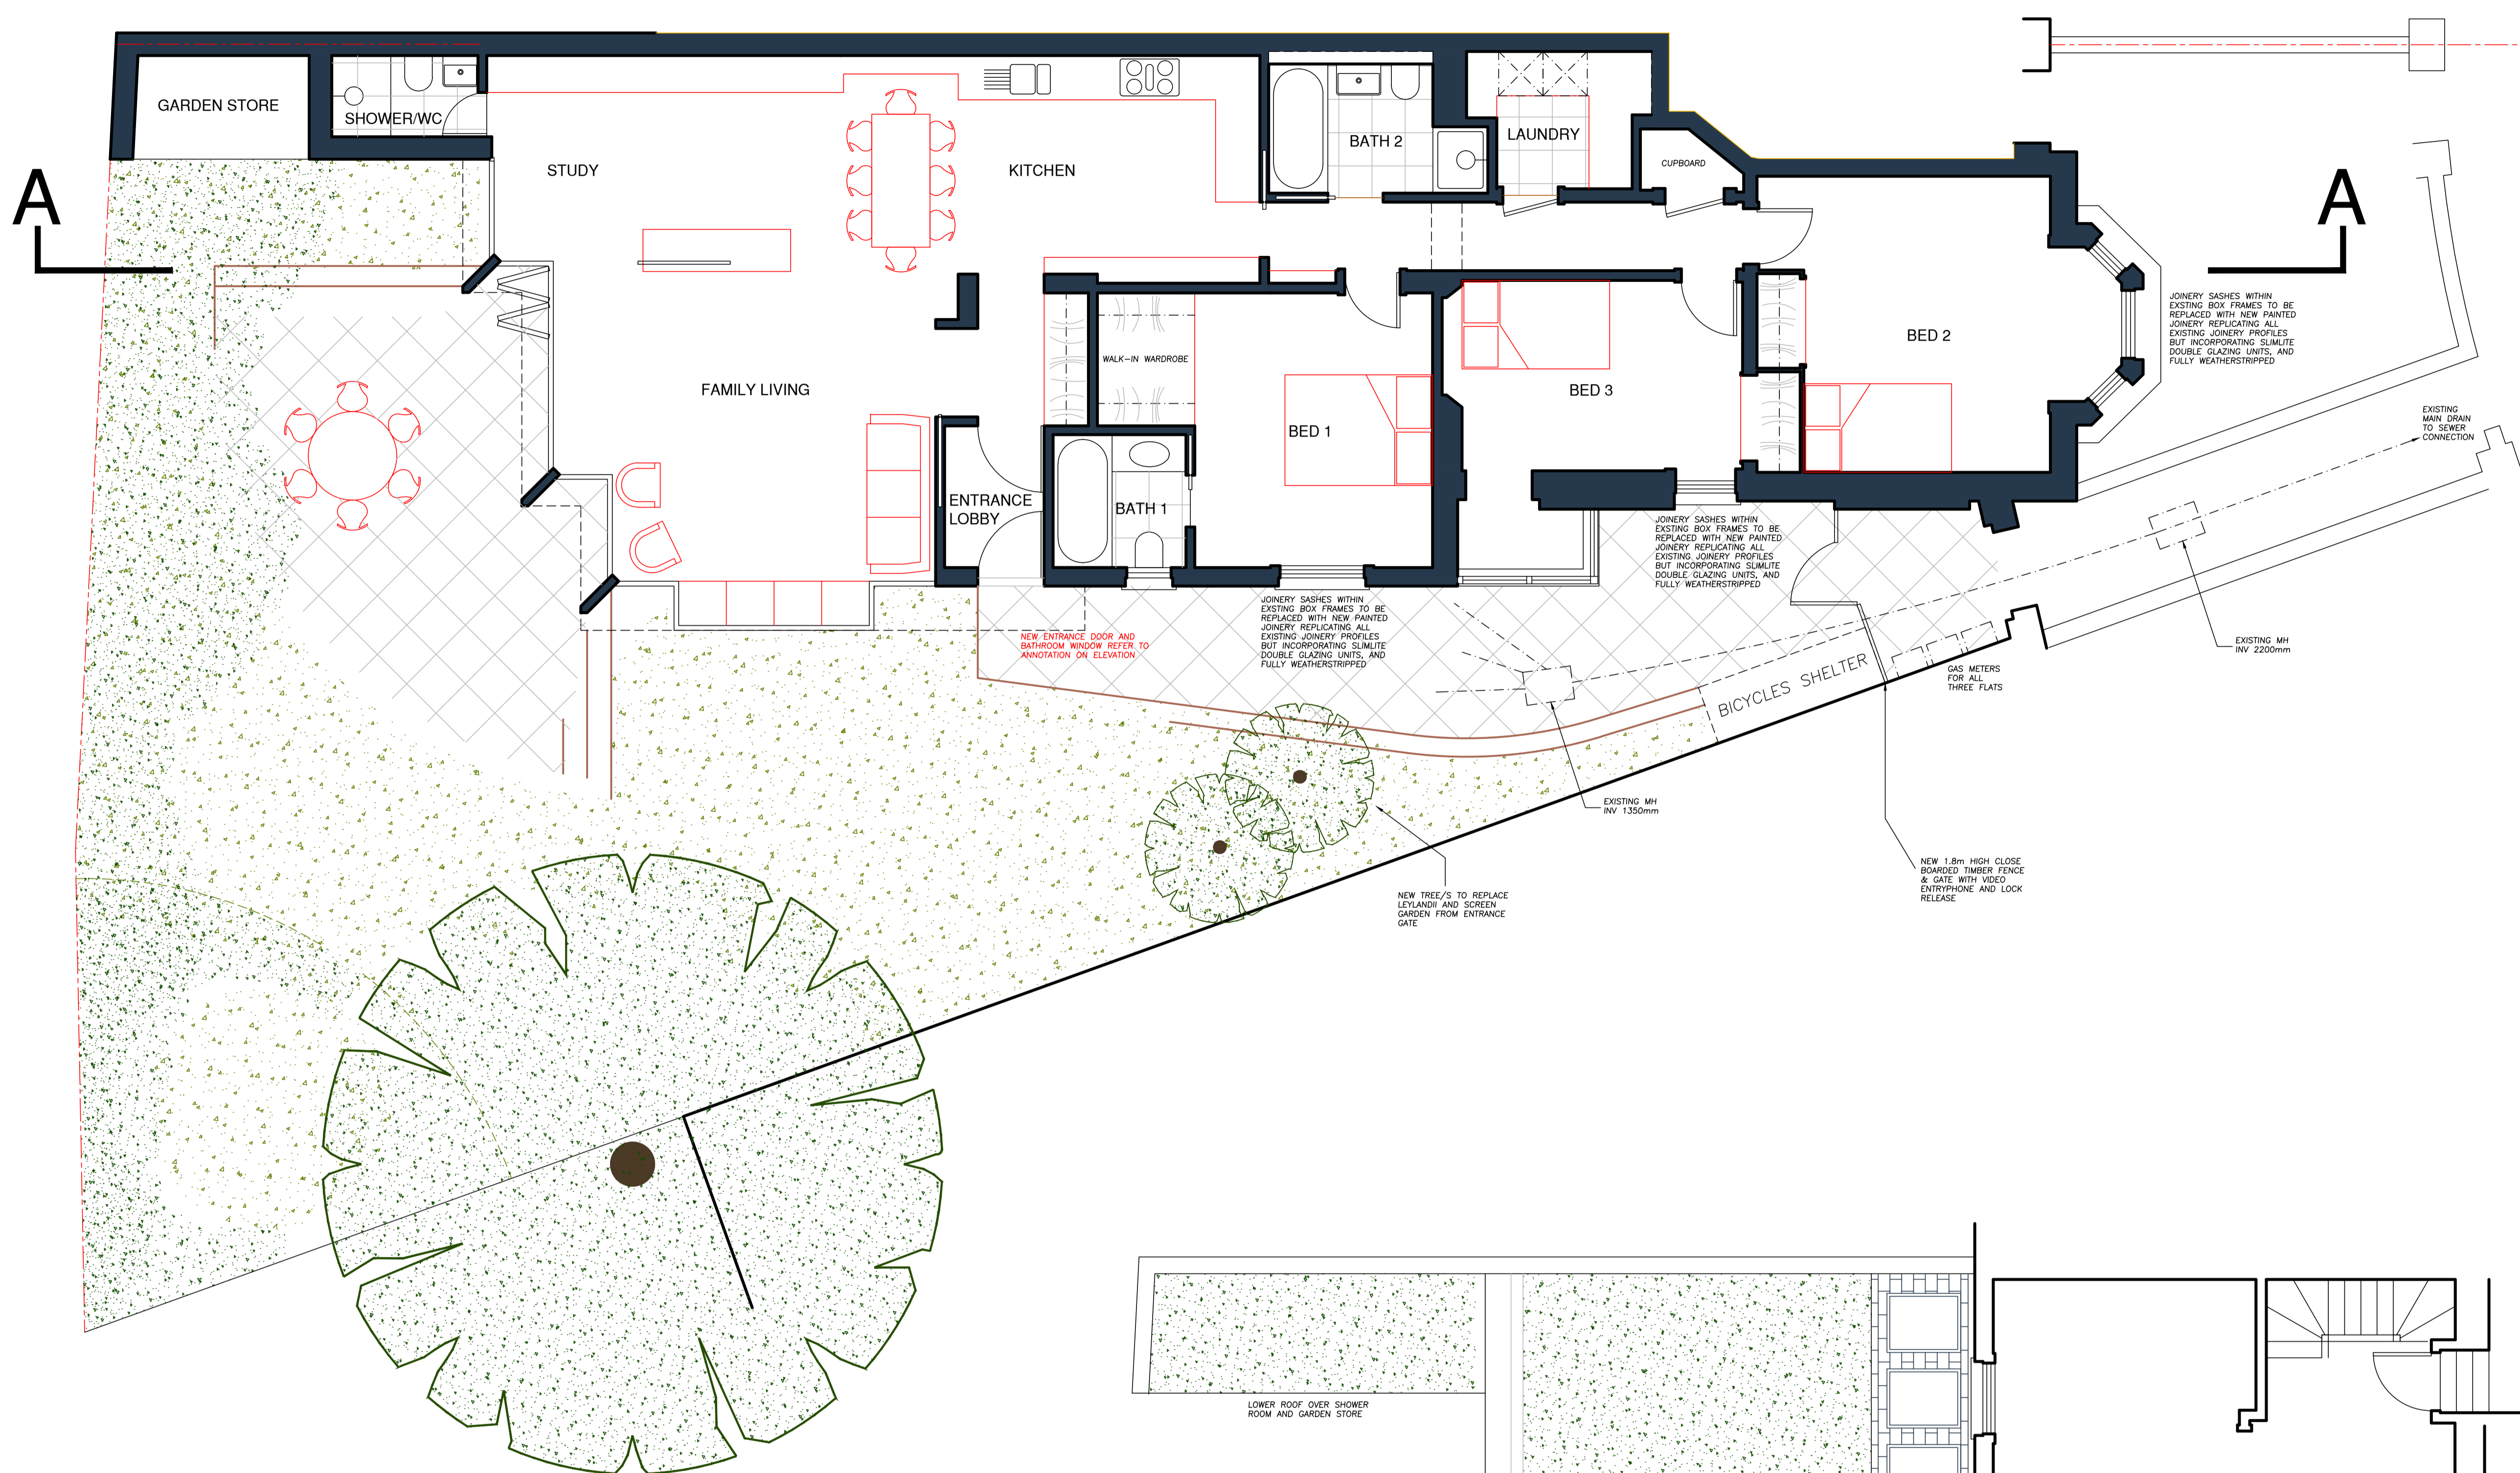 GARDEN STORE
SHOWER/WC
STUDY
KITCHEN
BATH 2
LAUNDRY
CUPBOARD
A
A
JOINERY SASHES WITHIN
EXSTING BOX FRAMES TO BE
REPLACED WITH NEW PAINTED
JOINERY REPLICATING ALL
EXISTING JOINERY PROFILES
BUT INCORPORATING SLIMLITE
DOUBLE GLAZING UNITS, AND
FULLY WEATHERSTRIPPED
BED 2
WALK-IN WARDROBE
FAMILY LIVING
BED 3
BED 1
EXISTING
MAIN DRAIN
TO SEWER
CONNECTION
ENTRANCE
LOBBY
BATH 1
JOINERY SASHES WITHIN
EXSTING BOX FRAMES TO BE
REPLACED WITH NEW PAINTED
JOINERY REPLICATING ALL
EXISTING JOINERY PROFILES
BUT INCORPORATING SLIMLITE
DOUBLE GLAZING UNITS, AND
FULLY WEATHERSTRIPPED
JOINERY SASHES WITHIN
EXSTING BOX FRAMES TO BE
REPLACED WITH NEW PAINTED
JOINERY REPLICATING ALL
EXISTING JOINERY PROFILES
BUT INCORPORATING SLIMLITE
DOUBLE GLAZING UNITS, AND
FULLY WEATHERSTRIPPED
NEW ENTRANCE DOOR AND
BATHROOM WINDOW REFER TO
ANNOTATION ON ELEVATION
EXISTING MH
INV 2200mm
BICYCLES SHELTER
GAS METERS
FOR ALL
THREE FLATS
EXISTING MH
INV 1350mm
NEW 1.8m HIGH CLOSE
BOARDED TIMBER FENCE
& GATE WITH VIDEO
ENTRYPHONE AND LOCK
RELEASE
NEW TREE/S TO REPLACE
LEYLANDII AND SCREEN
GARDEN FROM ENTRANCE
GATE
LOWER ROOF OVER SHOWER
ROOM AND GARDEN STORE